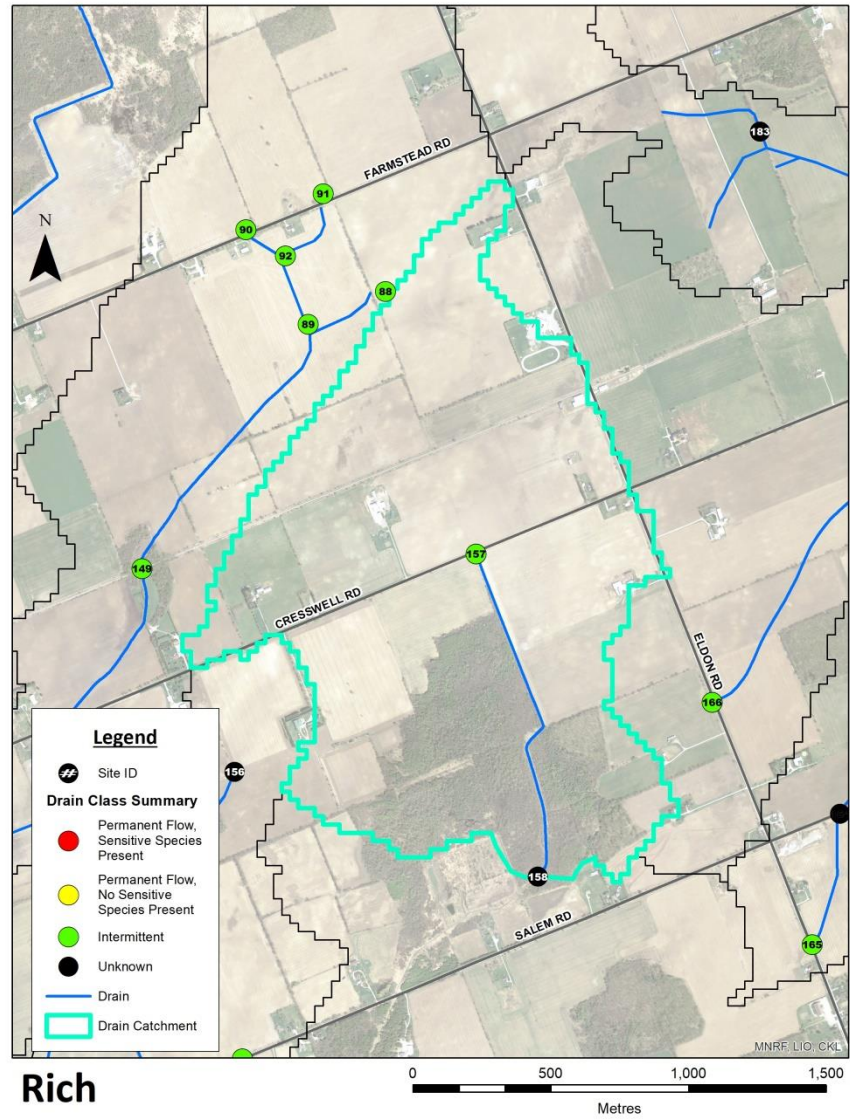 183
FARMSTEAD RD
91
90
N
92
88
89
157
149
CRESSWELL RD
ELDON RD
166
Legend
# Site ID
156
Drain Class Summary
Permanent Flow,
Sensitive Species
Present
Permanent Flow,
No Sensitive
Species Present
158
SALEM RD
Intermittent
165
Unknown
Drain
Drain Catchment
MNRF, LIO, CKL
Rich
0 500 1,000 1,500
Metres